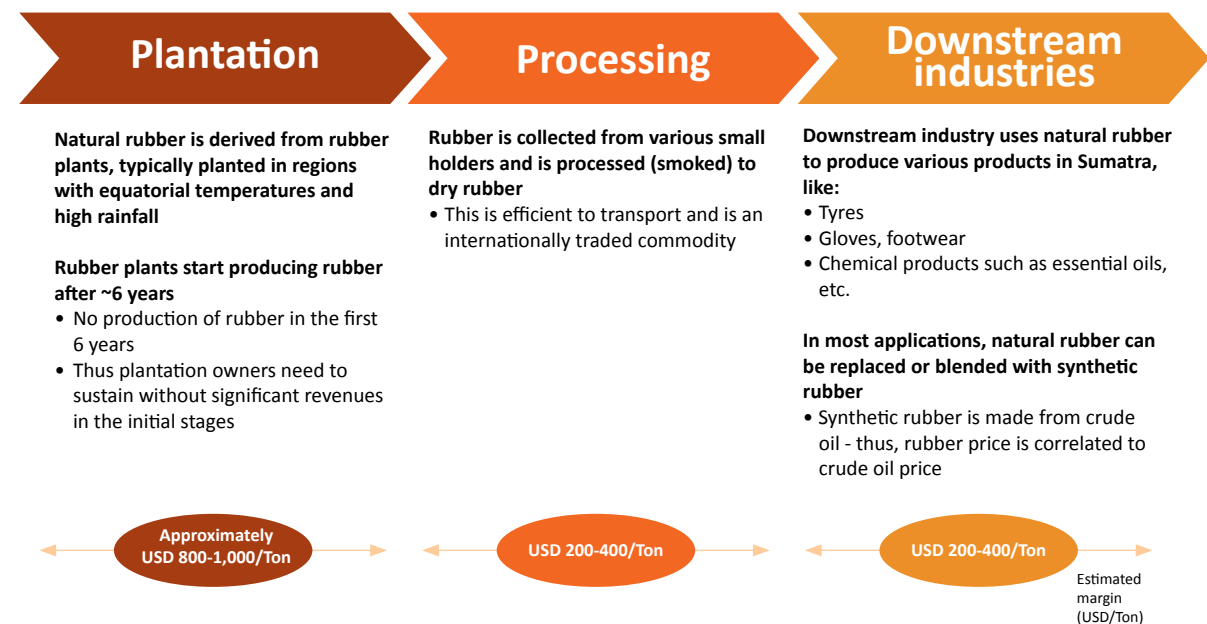 Plantation
Processing
Downstream
industries
Natural rubber is derived from rubber
plants, typically planted in regions
with equatorial temperatures and
high rainfall
Rubber plants start producing rubber
after ~6 years
• No production of rubber in the first
6 years
• Thus plantation owners need to
sustain without significant revenues
in the initial stages
Rubber is collected from various small
holders and is processed (smoked) to
dry rubber
• This is efficient to transport and is an
internationally traded commodity
Downstream industry uses natural rubber
to produce various products in Sumatra,
like:
• Tyres
• Gloves, footwear
• Chemical products such as essential oils,
etc.
In most applications, natural rubber can
be replaced or blended with synthetic
rubber
• Synthetic rubber is made from crude
oil - thus, rubber price is correlated to
crude oil price
Approximately
USD 800-1,000/Ton
USD 200-400/Ton
USD 200-400/Ton
Estimated
margin
(USD/Ton)